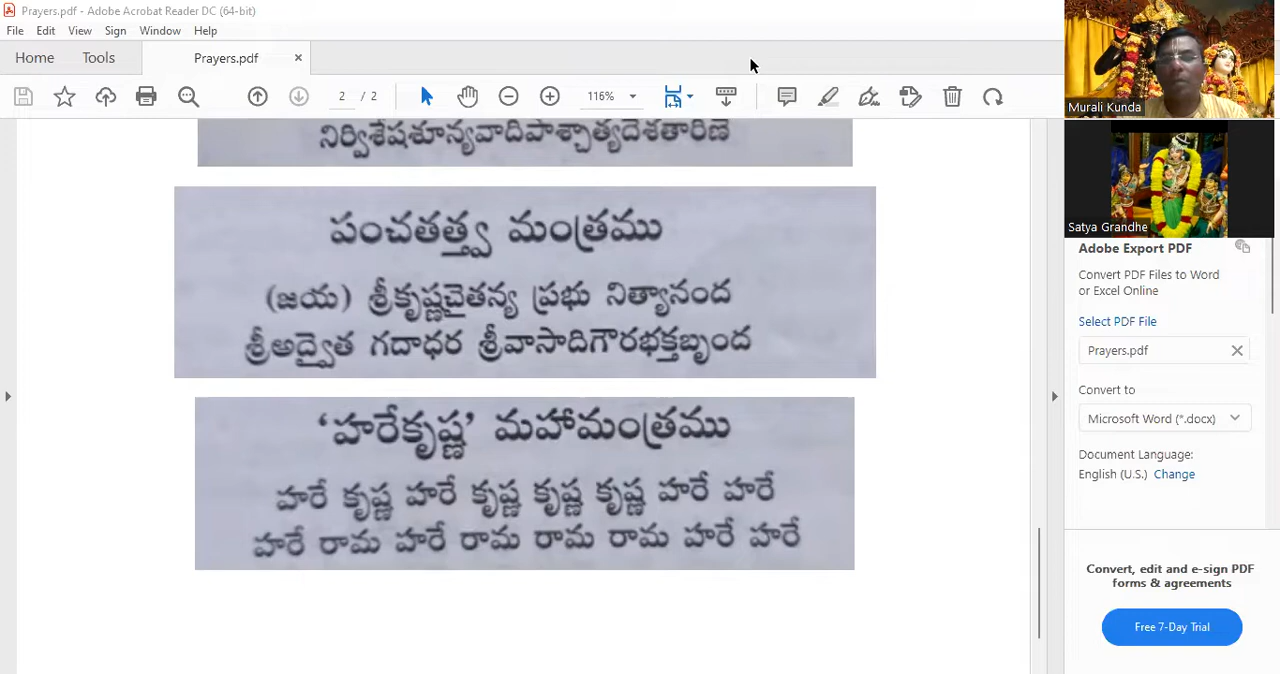 Prayers.pdf - Adobe Acrobat Reader DC (64-bit)
File Edit View Sign Window Help
Home Tools Prayers.pdf
2 / 2 116%
నిర్విశేషశూన్యవాదిపాశ్చాత్యదేశతారిణే
పంచతత్త్వ మంత్రము
(జయ) శ్రీకృష్ణచైతన్య ప్రభు నిత్యానంద
శ్రీఅద్వైత గదాధర శ్రీవాసాదిగౌరభక్తబృంద
‘హరేకృష్ణ’ మహామంత్రము
హరే కృష్ణ హరే కృష్ణ కృష్ణ కృష్ణ హరే హరే
హరే రామ హరే రామ రామ రామ హరే హరే
Murali Kunda
Satya Grandhe
Adobe Export PDF
Convert PDF Files to Word
or Excel Online
Select PDF File
Prayers.pdf
Convert to
Microsoft Word (*.docx)
Document Language:
English (U.S.) Change
Convert, edit and e-sign PDF
forms & agreements
Free 7-Day Trial